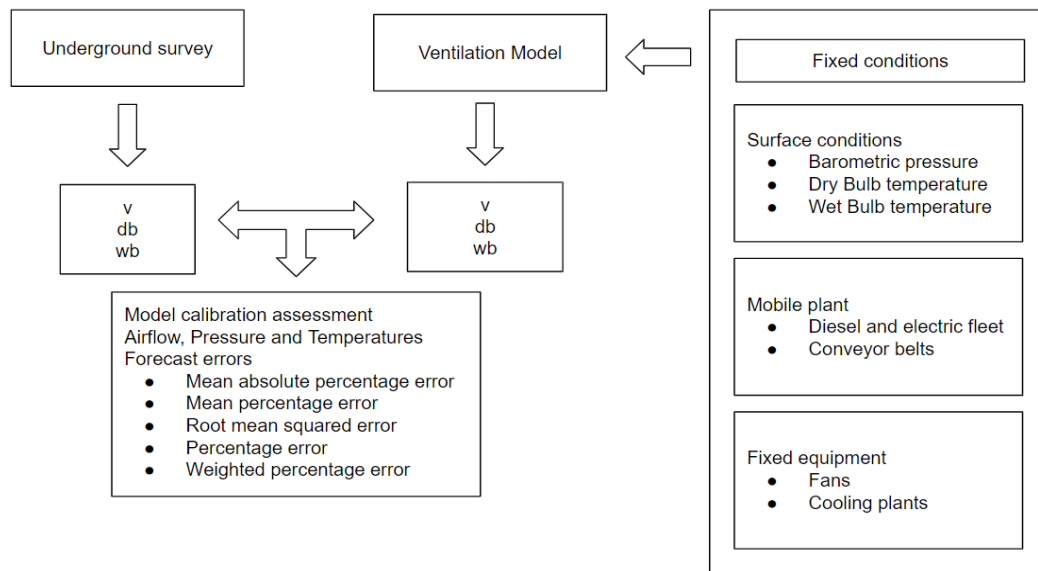 Underground survey
Ventilation Model
Fixed conditions
v
db
wb
v
db
wb
Model calibration assessment
Airflow, Pressure and Temperatures
Forecast errors
● Mean absolute percentage error
● Mean percentage error
● Root mean squared error
● Percentage error
● Weighted percentage error
Surface conditions
● Barometric pressure
● Dry Bulb temperature
● Wet Bulb temperature
Mobile plant
● Diesel and electric fleet
● Conveyor belts
Fixed equipment
● Fans
● Cooling plants